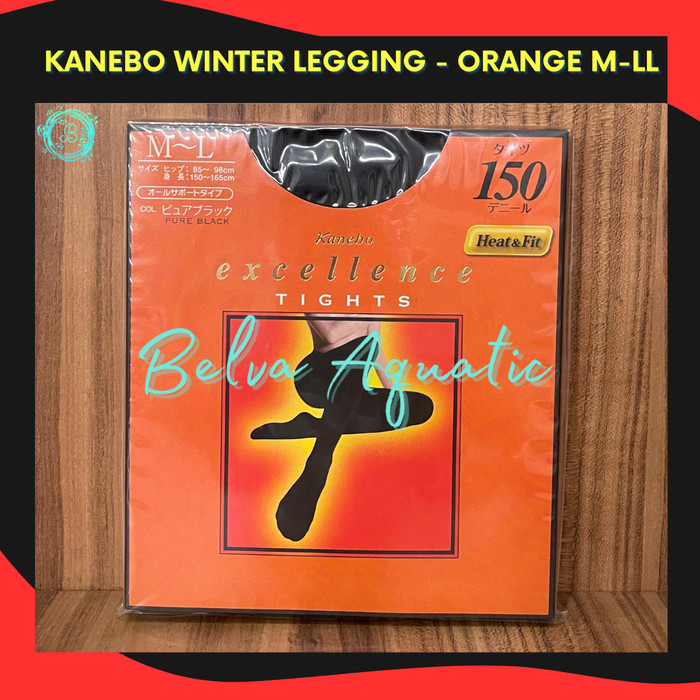 KANEBO WINTER LEGGING - ORANGE M-LL
B
M~L
サイズ ヒップ: 85~ 98cm
身 長:150~165cm
オールサポートタイプ
COL. ピュアブラック
PURE BLACK
タイツ
150
デニール
Heat&Fit
Kanebo
excellence
TIGHTS
Belva Aquatic